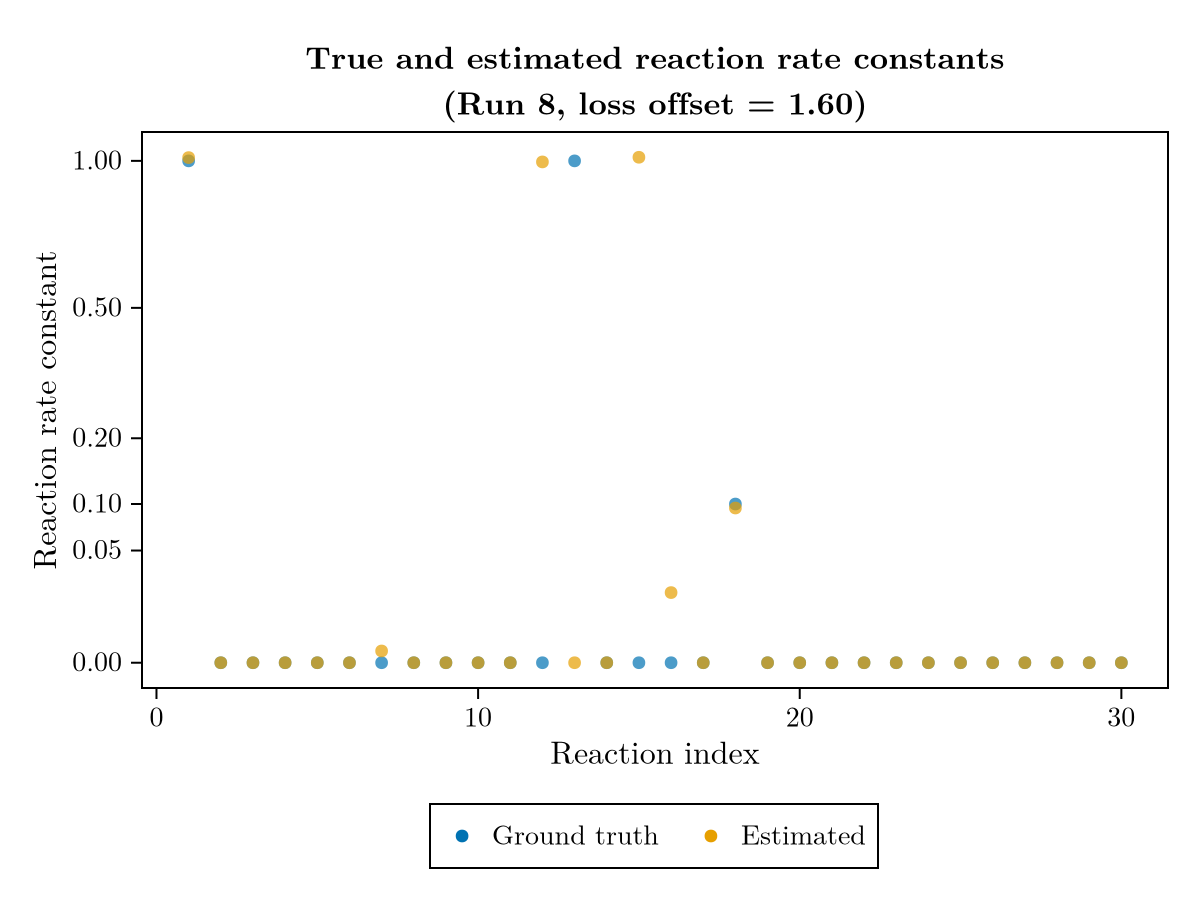 True and estimated reaction rate constants
(Run 8, loss offset = 1.60)
Reaction rate constant
1.00
0.50
0.20
0.10
0.05
0.00
0 10 20 30
Reaction index
Ground truth Estimated